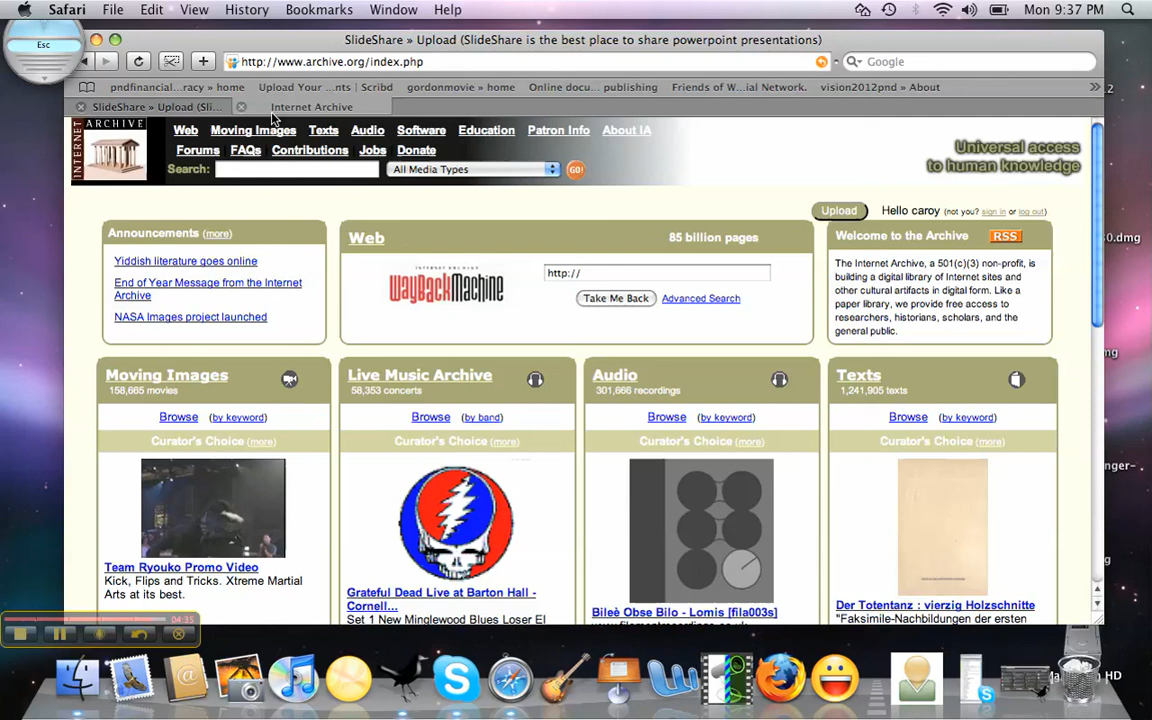 Safari File Edit View History Bookmarks Window Help Mon 9:37 PM
Esc
SlideShare » Upload (SlideShare is the best place to share powerpoint presentations)
http://www.archive.org/index.php
Google
pndfinancial...racy » home Upload Your ...nts | Scribd gordonmovie » home Online docu... publishing Friends of W...ial Network. vision2012pnd » About
SlideShare » Upload (Sli... Internet Archive
INTERNET ARCHIVE
Web Moving Images Texts Audio Software Education Patron Info About IA
Forums FAQs Contributions Jobs Donate
Search: All Media Types GO!
Universal access
to human knowledge
Upload Hello caroy (not you? sign in or log out)
Announcements (more)
Yiddish literature goes online
End of Year Message from the Internet
Archive
NASA Images project launched
Web 85 billion pages
INTERNET ARCHIVE
WayBackMachine
http://
Take Me Back Advanced Search
Welcome to the Archive RSS
The Internet Archive, a 501(c)(3) non-profit, is
building a digital library of Internet sites and
other cultural artifacts in digital form. Like a
paper library, we provide free access to
researchers, historians, scholars, and the
general public.
Moving Images
158,665 movies
Browse (by keyword)
Curator's Choice (more)
Team Ryouko Promo Video
Kick, Flips and Tricks. Xtreme Martial
Arts at its best.
Live Music Archive
58,353 concerts
Browse (by band)
Curator's Choice (more)
Grateful Dead Live at Barton Hall -
Cornell...
Set 1 New Minglewood Blues Loser El
Audio
301,666 recordings
Browse (by keyword)
Curator's Choice (more)
Bileè Obse Bilo - Lomis [fila003s]
Texts
1,241,905 texts
Browse (by keyword)
Curator's Choice (more)
Der Totentanz : vierzig Holzschnitte
"Faksimile-Nachbildungen der ersten
04:35
HD